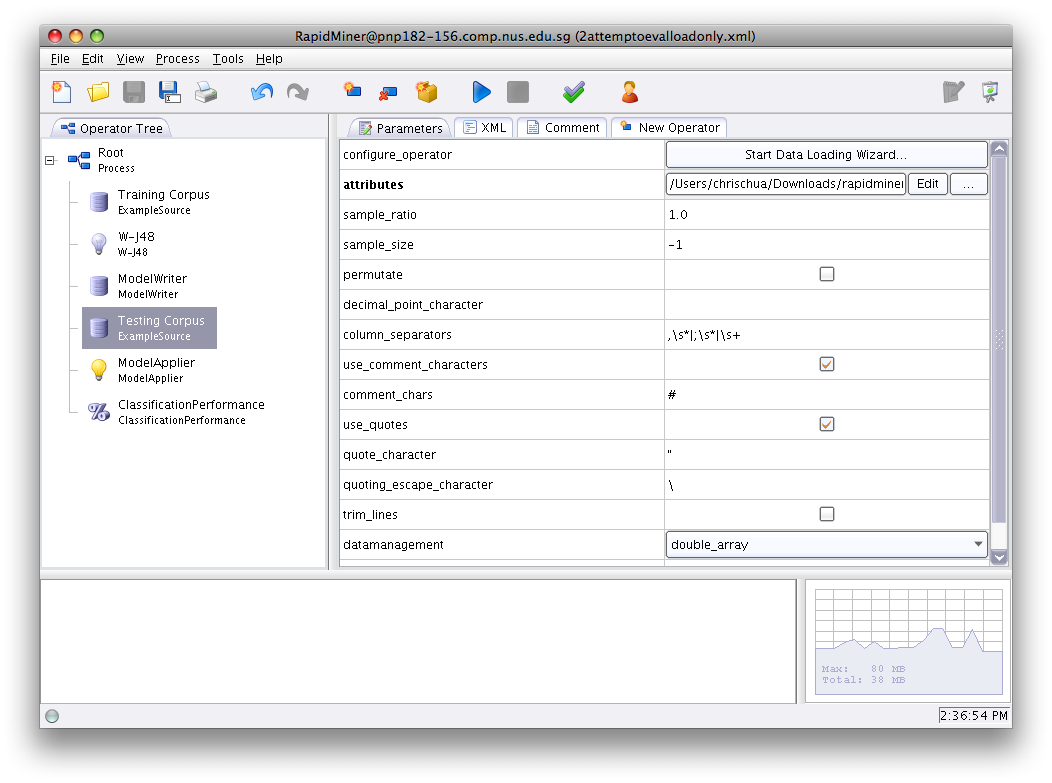 RapidMiner@pnp182-156.comp.nus.edu.sg (2attemptoevalloadonly.xml)
File Edit View Process Tools Help
Operator Tree
Parameters XML Comment New Operator
Root
Process
Training Corpus
ExampleSource
W-J48
W-J48
ModelWriter
ModelWriter
Testing Corpus
ExampleSource
ModelApplier
ModelApplier
ClassificationPerformance
ClassificationPerformance
configure_operator Start Data Loading Wizard...
attributes /Users/chrischua/Downloads/rapidminer Edit ...
sample_ratio 1.0
sample_size -1
permutate
decimal_point_character
column_separators ,\s*|;\s*|\s+
use_comment_characters
comment_chars #
use_quotes
quote_character "
quoting_escape_character \
trim_lines
datamanagement double_array
Max: 80 MB
Total: 38 MB
2:36:54 PM